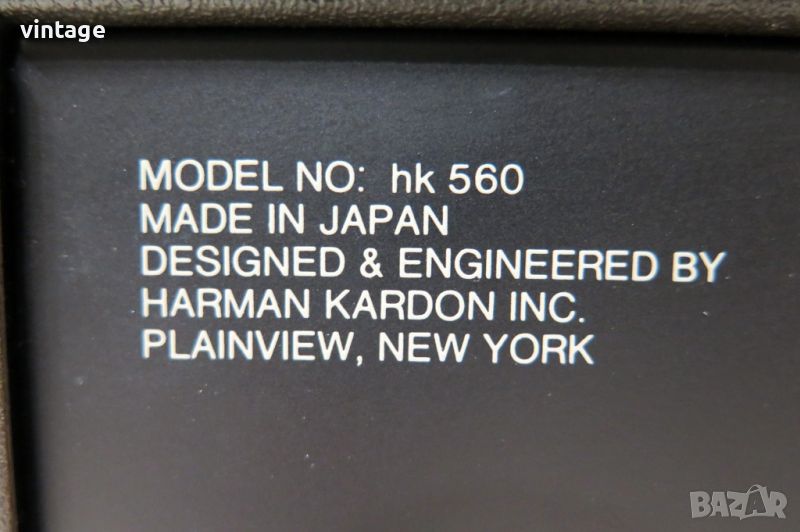 vintage
MODEL NO: hk 560
MADE IN JAPAN
DESIGNED & ENGINEERED BY
HARMAN KARDON INC.
PLAINVIEW, NEW YORK
BAZAR